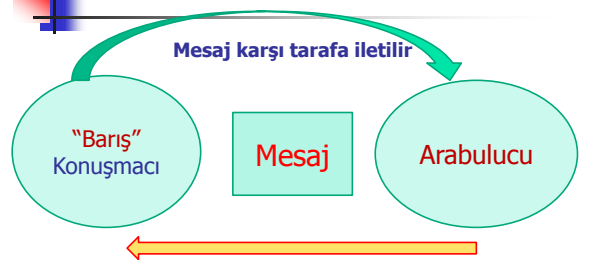 Mesaj karşı tarafa iletilir
“Barış”
Konuşmacı
Mesaj
Arabulucu